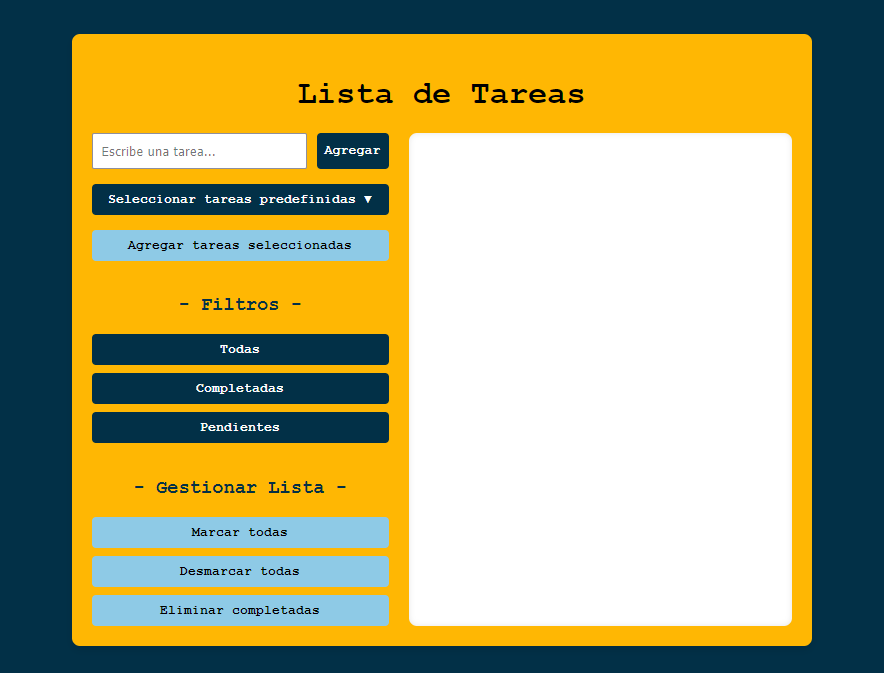 Lista de Tareas
Escribe una tarea...
Agregar
Seleccionar tareas predefinidas ▼
Agregar tareas seleccionadas
- Filtros -
Todas
Completadas
Pendientes
- Gestionar Lista -
Marcar todas
Desmarcar todas
Eliminar completadas